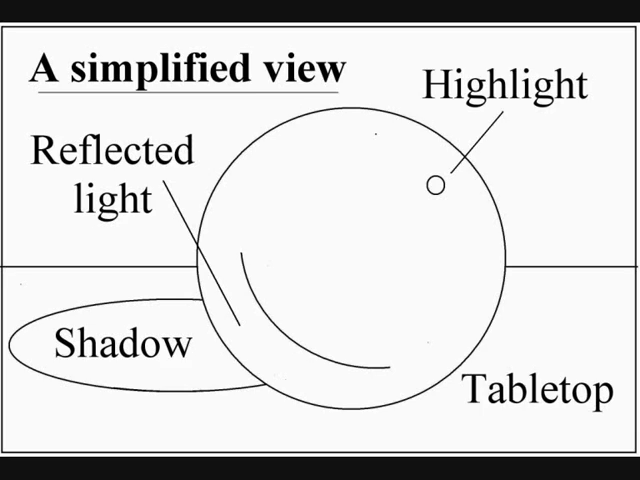 A simplified view
Highlight
Reflected
light
Shadow
Tabletop